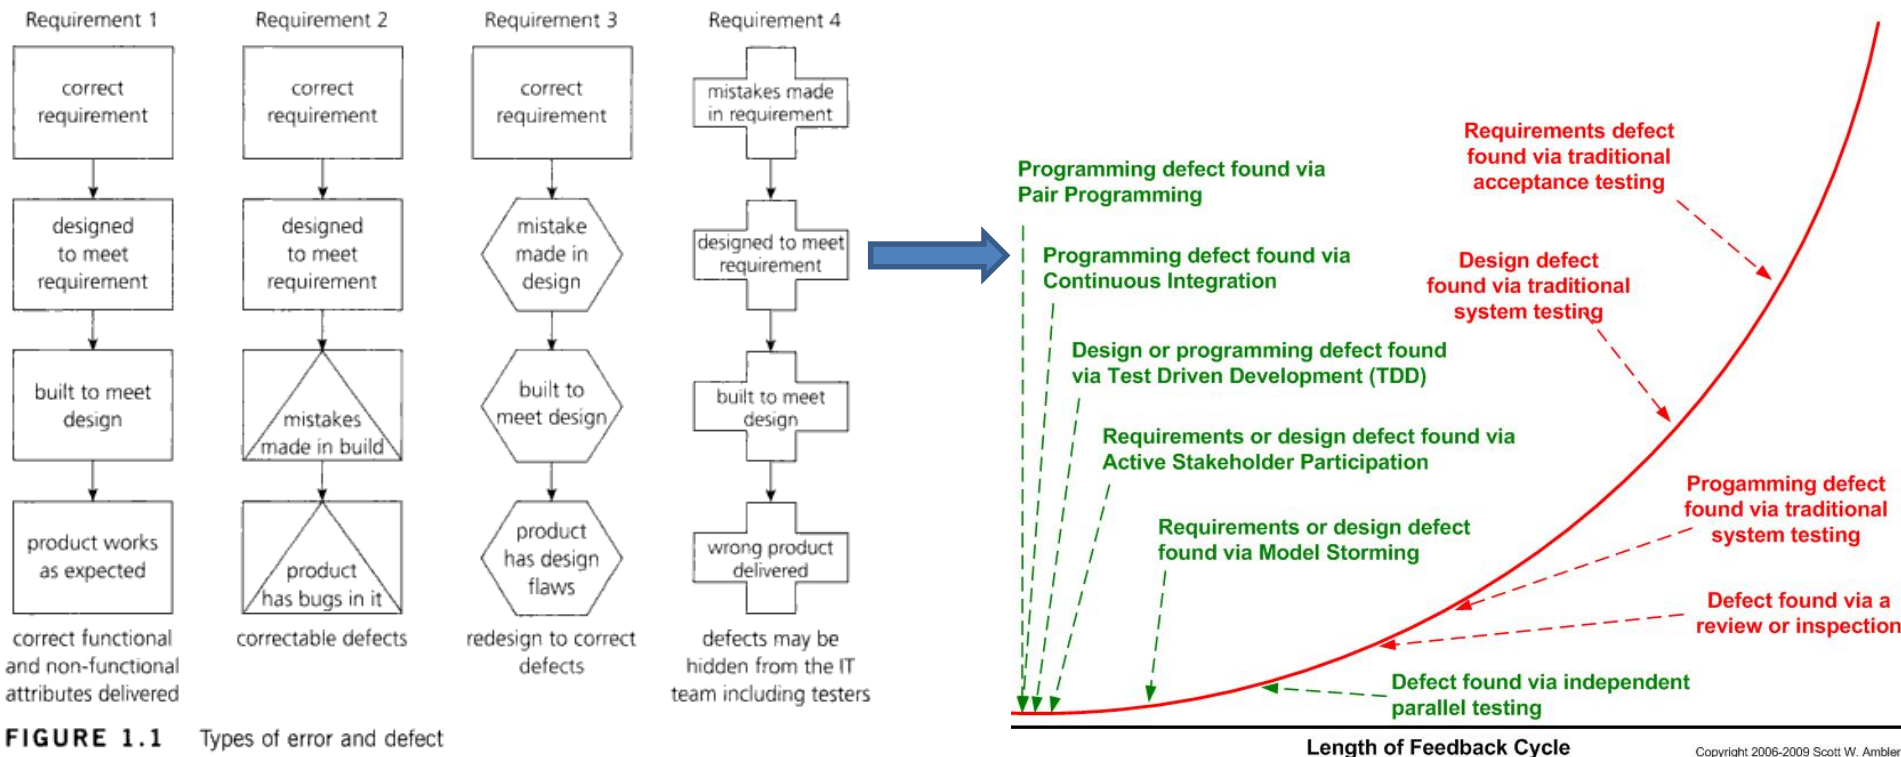 Requirement 1
correct
requirement
designed
to meet
requirement
built to meet
design
product works
as expected
correct functional
and non-functional
attributes delivered
Requirement 2
correct
requirement
designed
to meet
requirement
mistakes
made in build
product
has bugs in it
correctable defects
Requirement 3
correct
requirement
mistake
made in
design
built to
meet design
product
has design
flaws
redesign to correct
defects
Requirement 4
mistakes made
in requirement
designed to meet
requirement
built to meet
design
wrong product
delivered
defects may be
hidden from the IT
team including testers
FIGURE 1.1 Types of error and defect
Programming defect found via
Pair Programming
Programming defect found via
Continuous Integration
Design or programming defect found
via Test Driven Development (TDD)
Requirements or design defect found via
Active Stakeholder Participation
Requirements or design defect
found via Model Storming
Defect found via independent
parallel testing
Requirements defect
found via traditional
acceptance testing
Design defect
found via traditional
system testing
Progamming defect
found via traditional
system testing
Defect found via a
review or inspection
Length of Feedback Cycle
Copyright 2006-2009 Scott W. Ambler